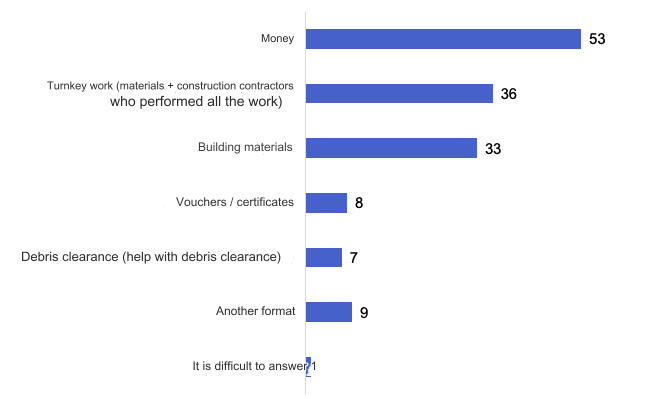 Money 53
Turnkey work (materials + construction contractors
who performed all the work) 36
Building materials 33
Vouchers / certificates 8
Debris clearance (help with debris clearance) 7
Another format 9
It is difficult to answer 1